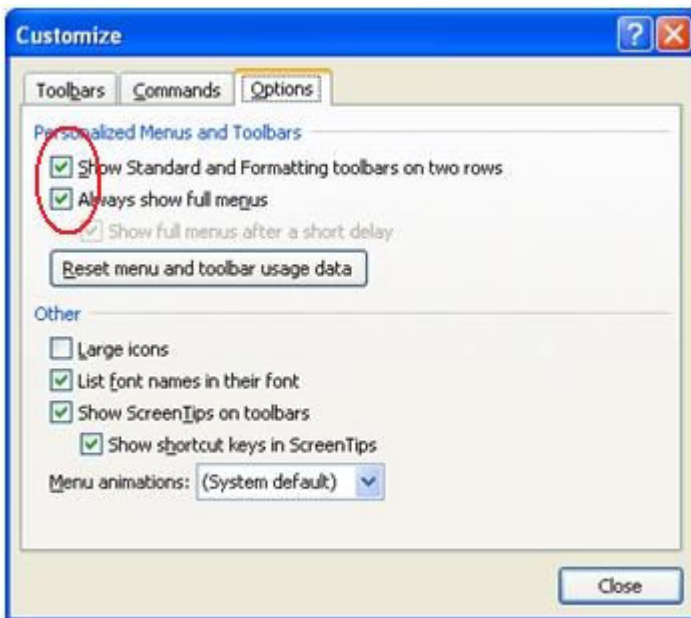 Customize
Toolbars Commands Options
Personalized Menus and Toolbars
Show Standard and Formatting toolbars on two rows
Always show full menus
Show full menus after a short delay
Reset menu and toolbar usage data
Other
Large icons
List font names in their font
Show ScreenTips on toolbars
Show shortcut keys in ScreenTips
Menu animations: (System default)
Close